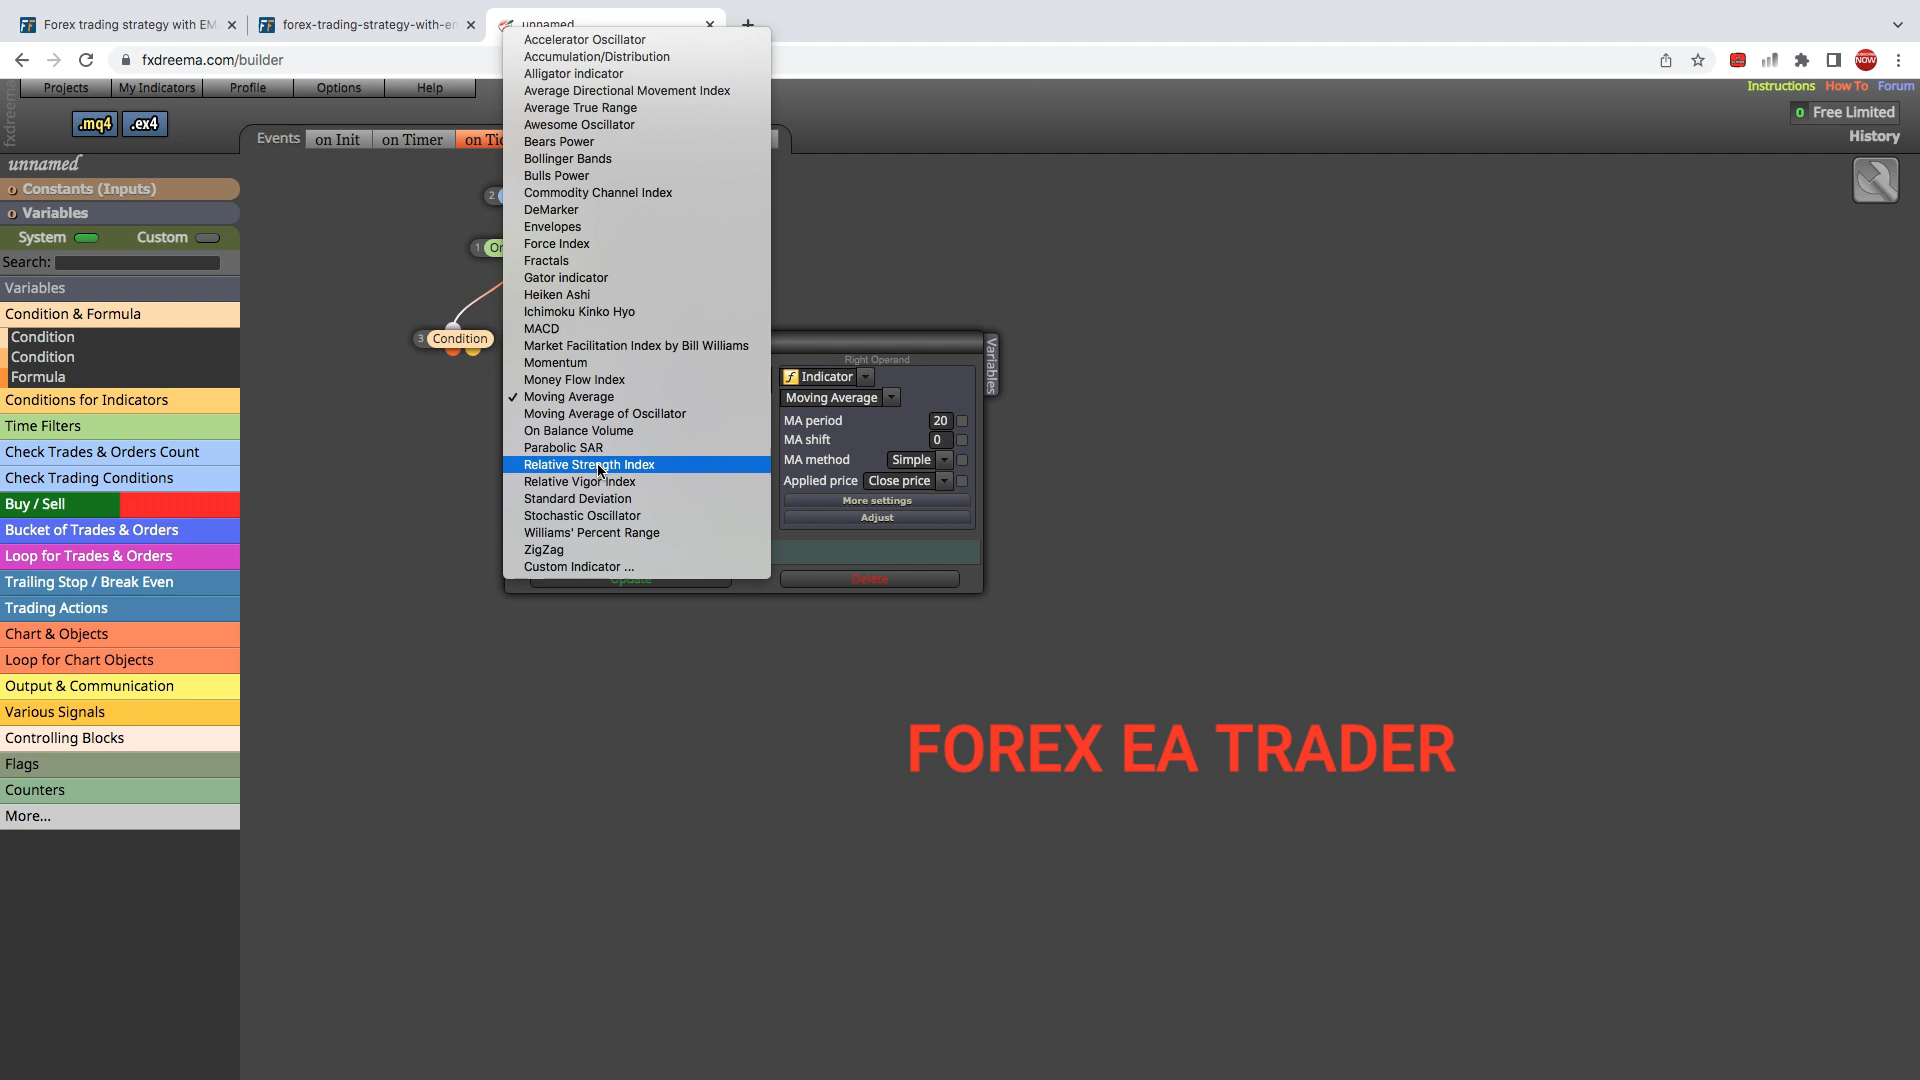 Forex trading strategy with EM
forex-trading-strategy-with-en
unnamed
fxdreema.com/builder
NOW
fxdreema
Projects
My Indicators
Profile
Options
Help
Instructions
How To
Forum
.mq4
.ex4
0 Free Limited
History
Events
on Init
on Timer
on Tic
unnamed
Constants (Inputs)
Variables
System
Custom
Search:
Variables
Condition & Formula
Condition
Condition
Formula
Conditions for Indicators
Time Filters
Check Trades & Orders Count
Check Trading Conditions
Buy / Sell
Bucket of Trades & Orders
Loop for Trades & Orders
Trailing Stop / Break Even
Trading Actions
Chart & Objects
Loop for Chart Objects
Output & Communication
Various Signals
Controlling Blocks
Flags
Counters
More...
2
1 Or
3 Condition
Accelerator Oscillator
Accumulation/Distribution
Alligator indicator
Average Directional Movement Index
Average True Range
Awesome Oscillator
Bears Power
Bollinger Bands
Bulls Power
Commodity Channel Index
DeMarker
Envelopes
Force Index
Fractals
Gator indicator
Heiken Ashi
Ichimoku Kinko Hyo
MACD
Market Facilitation Index by Bill Williams
Momentum
Money Flow Index
✓ Moving Average
Moving Average of Oscillator
On Balance Volume
Parabolic SAR
Relative Strength Index
Relative Vigor Index
Standard Deviation
Stochastic Oscillator
Williams' Percent Range
ZigZag
Custom Indicator ...
Right Operand
Indicator
Moving Average
MA period 20
MA shift 0
MA method Simple
Applied price Close price
More settings
Adjust
Variables
Update
Delete
FOREX EA TRADER